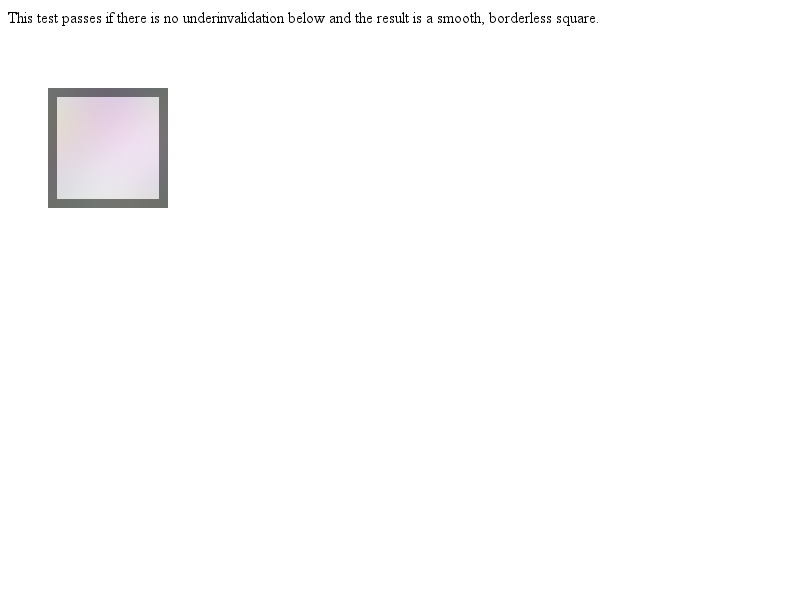 This test passes if there is no underinvalidation below and the result is a smooth, borderless square.